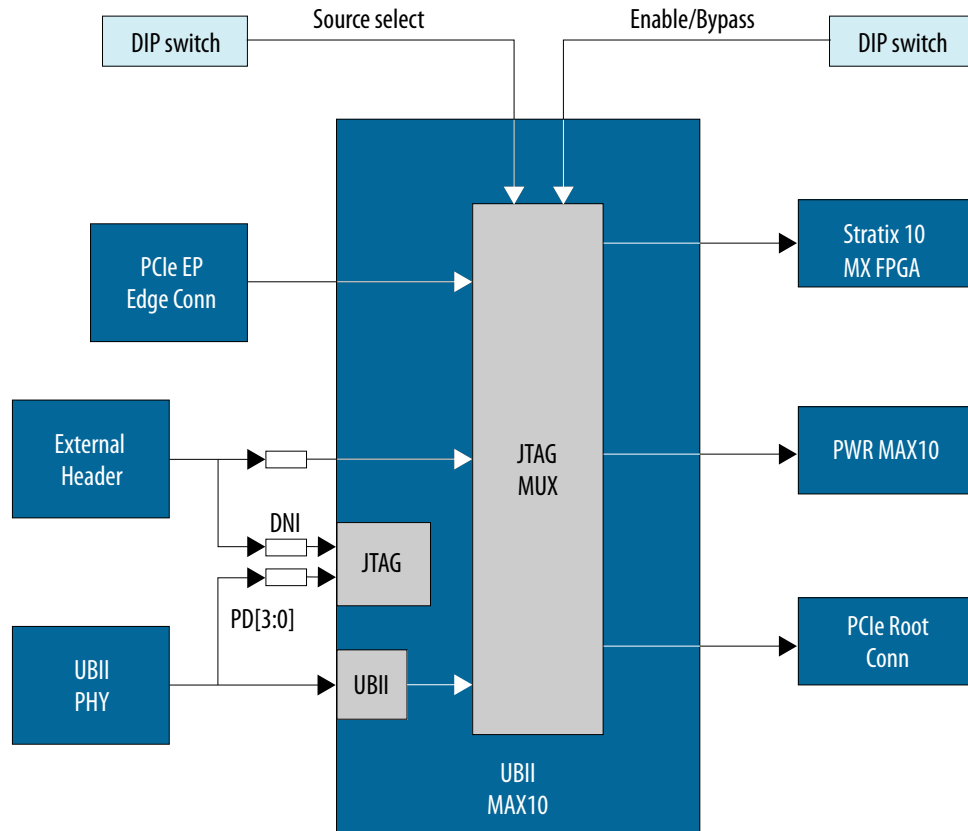 Source select
Enable/Bypass
DIP switch
DIP switch
PCIe EP
Edge Conn
Stratix 10
MX FPGA
External
Header
JTAG
MUX
PWR MAX10
DNI
JTAG
PD[3:0]
UBII
PHY
UBII
PCIe Root
Conn
UBII
MAX10